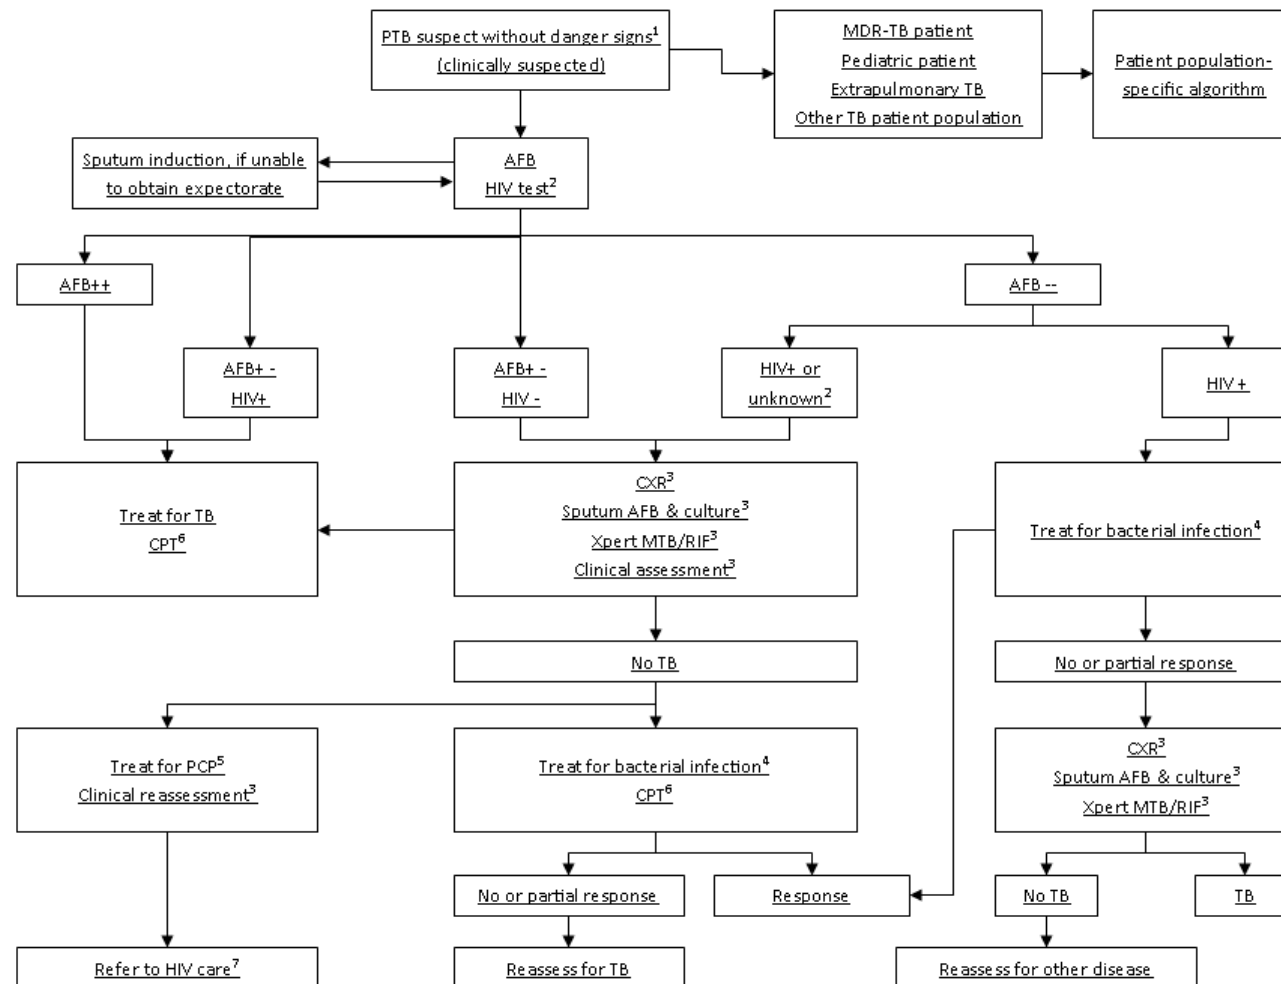 PTB suspect without danger signs¹
(clinically suspected)
MDR-TB patient
Pediatric patient
Extrapulmonary TB
Other TB patient population
Patient population-
specific algorithm
Sputum induction, if unable
to obtain expectorate
AFB
HIV test²
AFB++
AFB --
AFB+ -
HIV+
AFB+ -
HIV -
HIV+ or
unknown²
HIV +
Treat for TB
CPT⁶
CXR³
Sputum AFB & culture³
Xpert MTB/RIF³
Clinical assessment³
Treat for bacterial infection⁴
No TB
No or partial response
Treat for PCP⁵
Clinical reassessment³
Treat for bacterial infection⁴
CPT⁶
CXR³
Sputum AFB & culture³
Xpert MTB/RIF³
No or partial response
Response
No TB
TB
Refer to HIV care⁷
Reassess for TB
Reassess for other disease